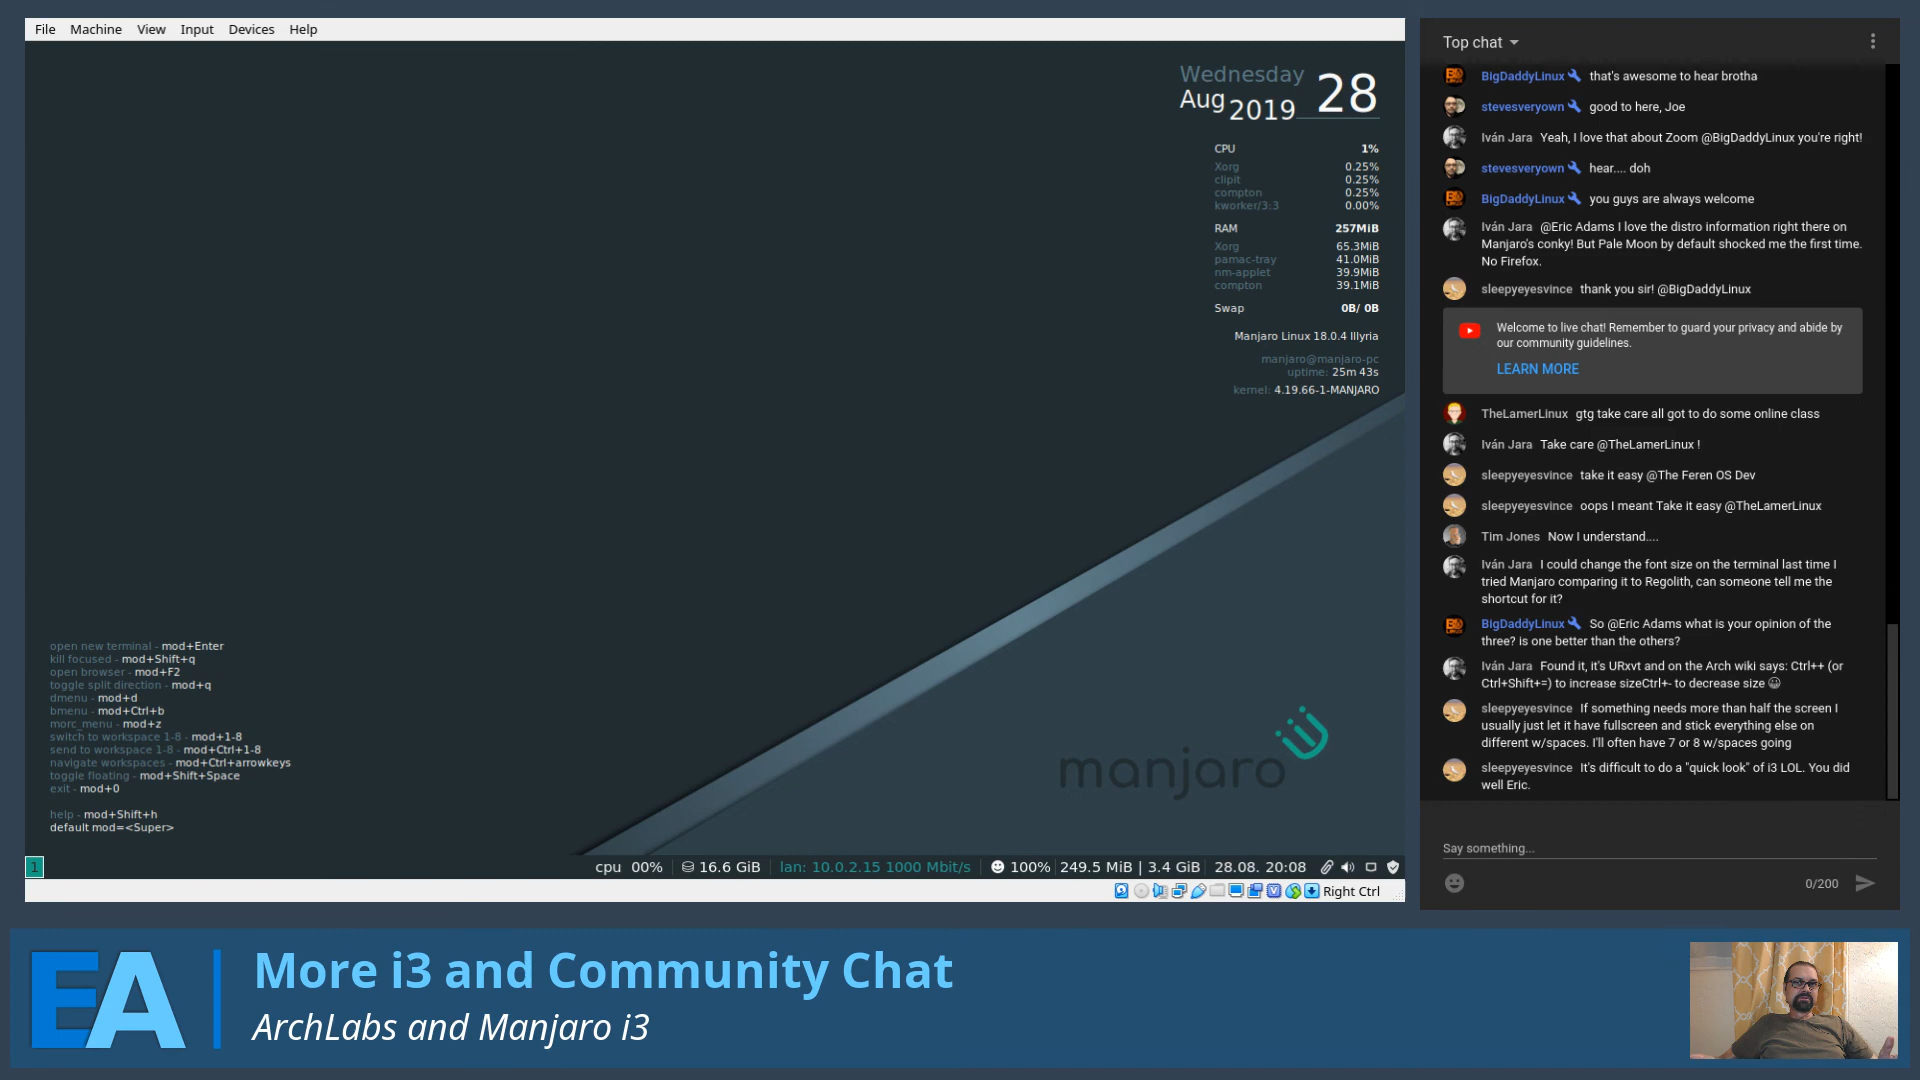 File Machine View Input Devices Help
Wednesday
Aug 2019 28
CPU 1%
Xorg 0.25%
clipit 0.25%
compton 0.25%
kworker/3:3 0.00%
RAM 257MiB
Xorg 65.3MiB
pamac-tray 41.0MiB
nm-applet 39.9MiB
compton 39.1MiB
Swap 0B/ 0B
Manjaro Linux 18.0.4 Illyria
manjaro@manjaro-pc
uptime: 25m 43s
kernel: 4.19.66-1-MANJARO
open new terminal - mod+Enter
kill focused - mod+Shift+q
open browser - mod+F2
toggle split direction - mod+q
dmenu - mod+d
bmenu - mod+Ctrl+b
morc_menu - mod+z
switch to workspace 1-8 - mod+1-8
send to workspace 1-8 - mod+Ctrl+1-8
navigate workspaces - mod+Ctrl+arrowkeys
toggle floating - mod+Shift+Space
exit - mod+0
help - mod+Shift+h
default mod=<Super>
manjaro
1 cpu 00% 16.6 GiB lan: 10.0.2.15 1000 Mbit/s 100% 249.5 MiB | 3.4 GiB 28.08. 20:08
Right Ctrl
Top chat
BigDaddyLinux that's awesome to hear brotha
stevesveryown good to here, Joe
Iván Jara Yeah, I love that about Zoom @BigDaddyLinux you're right!
stevesveryown hear.... doh
BigDaddyLinux you guys are always welcome
Iván Jara @Eric Adams I love the distro information right there on
Manjaro's conky! But Pale Moon by default shocked me the first time.
No Firefox.
sleepyeyesvince thank you sir! @BigDaddyLinux
Welcome to live chat! Remember to guard your privacy and abide by
our community guidelines.
LEARN MORE
TheLamerLinux gtg take care all got to do some online class
Iván Jara Take care @TheLamerLinux !
sleepyeyesvince take it easy @The Feren OS Dev
sleepyeyesvince oops I meant Take it easy @TheLamerLinux
Tim Jones Now I understand....
Iván Jara I could change the font size on the terminal last time I
tried Manjaro comparing it to Regolith, can someone tell me the
shortcut for it?
BigDaddyLinux So @Eric Adams what is your opinion of the
three? is one better than the others?
Iván Jara Found it, it's URxvt and on the Arch wiki says: Ctrl++ (or
Ctrl+Shift+=) to increase sizeCtrl+- to decrease size 😀
sleepyeyesvince If something needs more than half the screen I
usually just let it have fullscreen and stick everything else on
different w/spaces. I'll often have 7 or 8 w/spaces going
sleepyeyesvince It's difficult to do a "quick look" of i3 LOL. You did
well Eric.
Say something...
0/200
EA
More i3 and Community Chat
ArchLabs and Manjaro i3